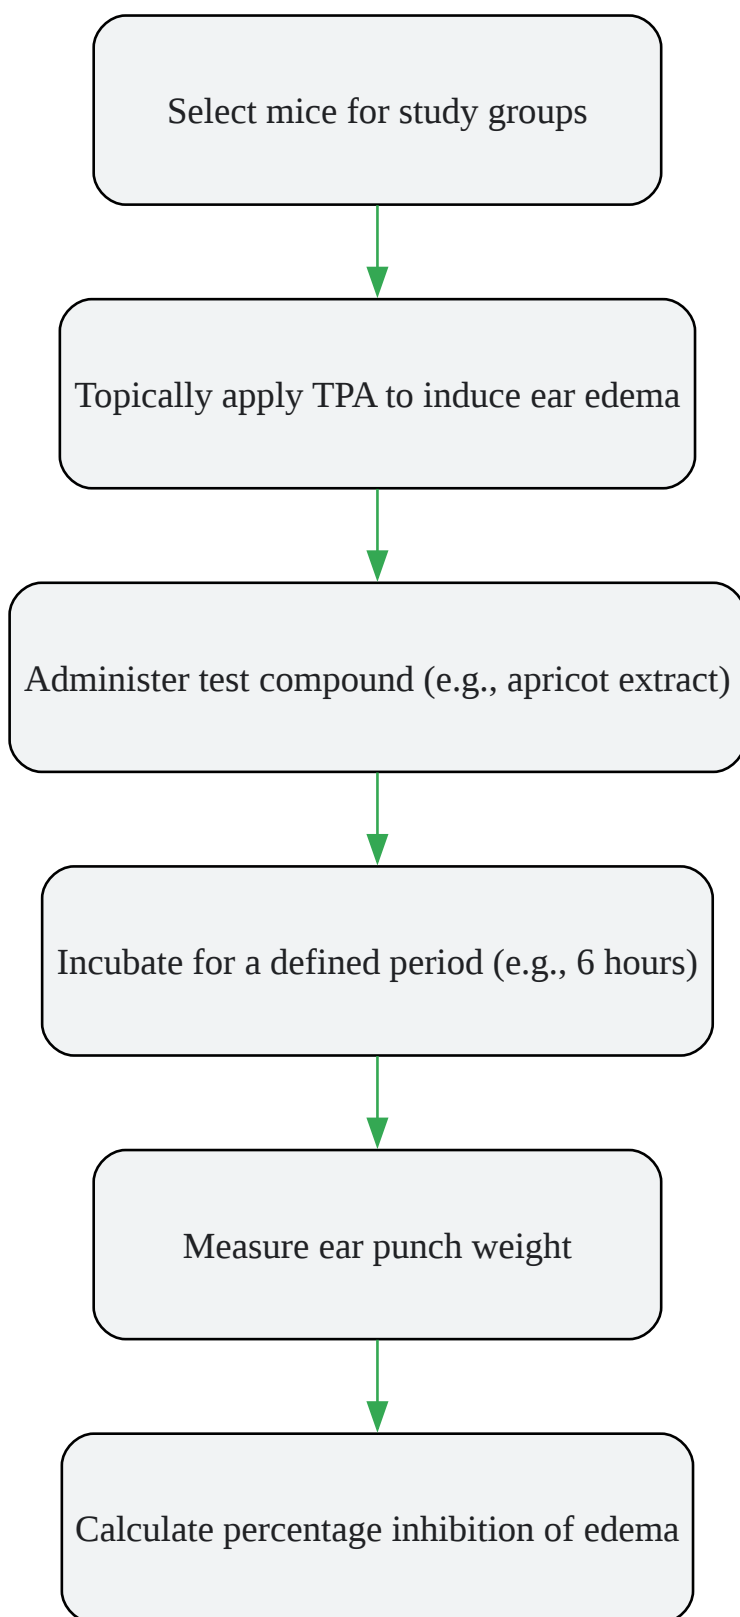 Select mice for study groups
Topically apply TPA to induce ear edema
Administer test compound (e.g., apricot extract)
Incubate for a defined period (e.g., 6 hours)
Measure ear punch weight
Calculate percentage inhibition of edema